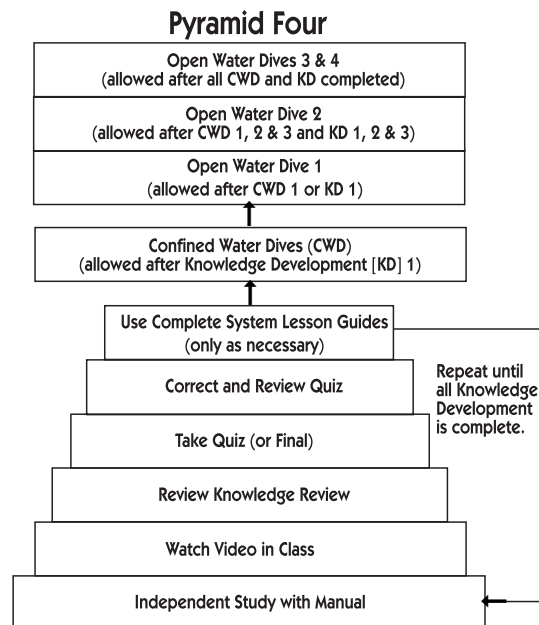 Pyramid Four
Open Water Dives 3 & 4
(allowed after all CWD and KD completed)
Open Water Dive 2
(allowed after CWD 1, 2 & 3 and KD 1, 2 & 3)
Open Water Dive 1
(allowed after CWD 1 or KD 1)
Confined Water Dives (CWD)
(allowed after Knowledge Development [KD] 1)
Use Complete System Lesson Guides
(only as necessary)
Correct and Review Quiz
Take Quiz (or Final)
Review Knowledge Review
Watch Video in Class
Independent Study with Manual
Repeat until
all Knowledge
Development
is complete.